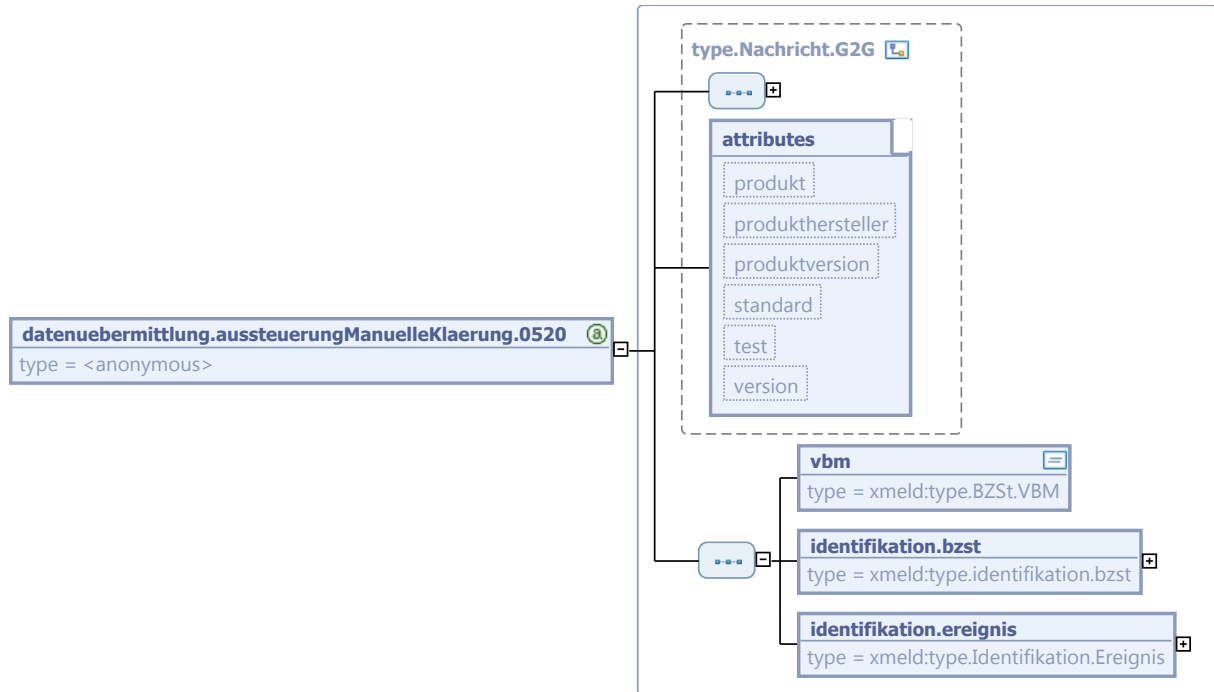 type.Nachricht.G2G
attributes
produkt
produkthersteller
produktversion
standard
test
version
datenuebermittlung.aussteuerungManuelleKlaerung.0520
type = <anonymous>
vbm
type = xmeld:type.BZSt.VBM
identifikation.bzst
type = xmeld:type.identifikation.bzst
identifikation.ereignis
type = xmeld:type.Identifikation.Ereignis